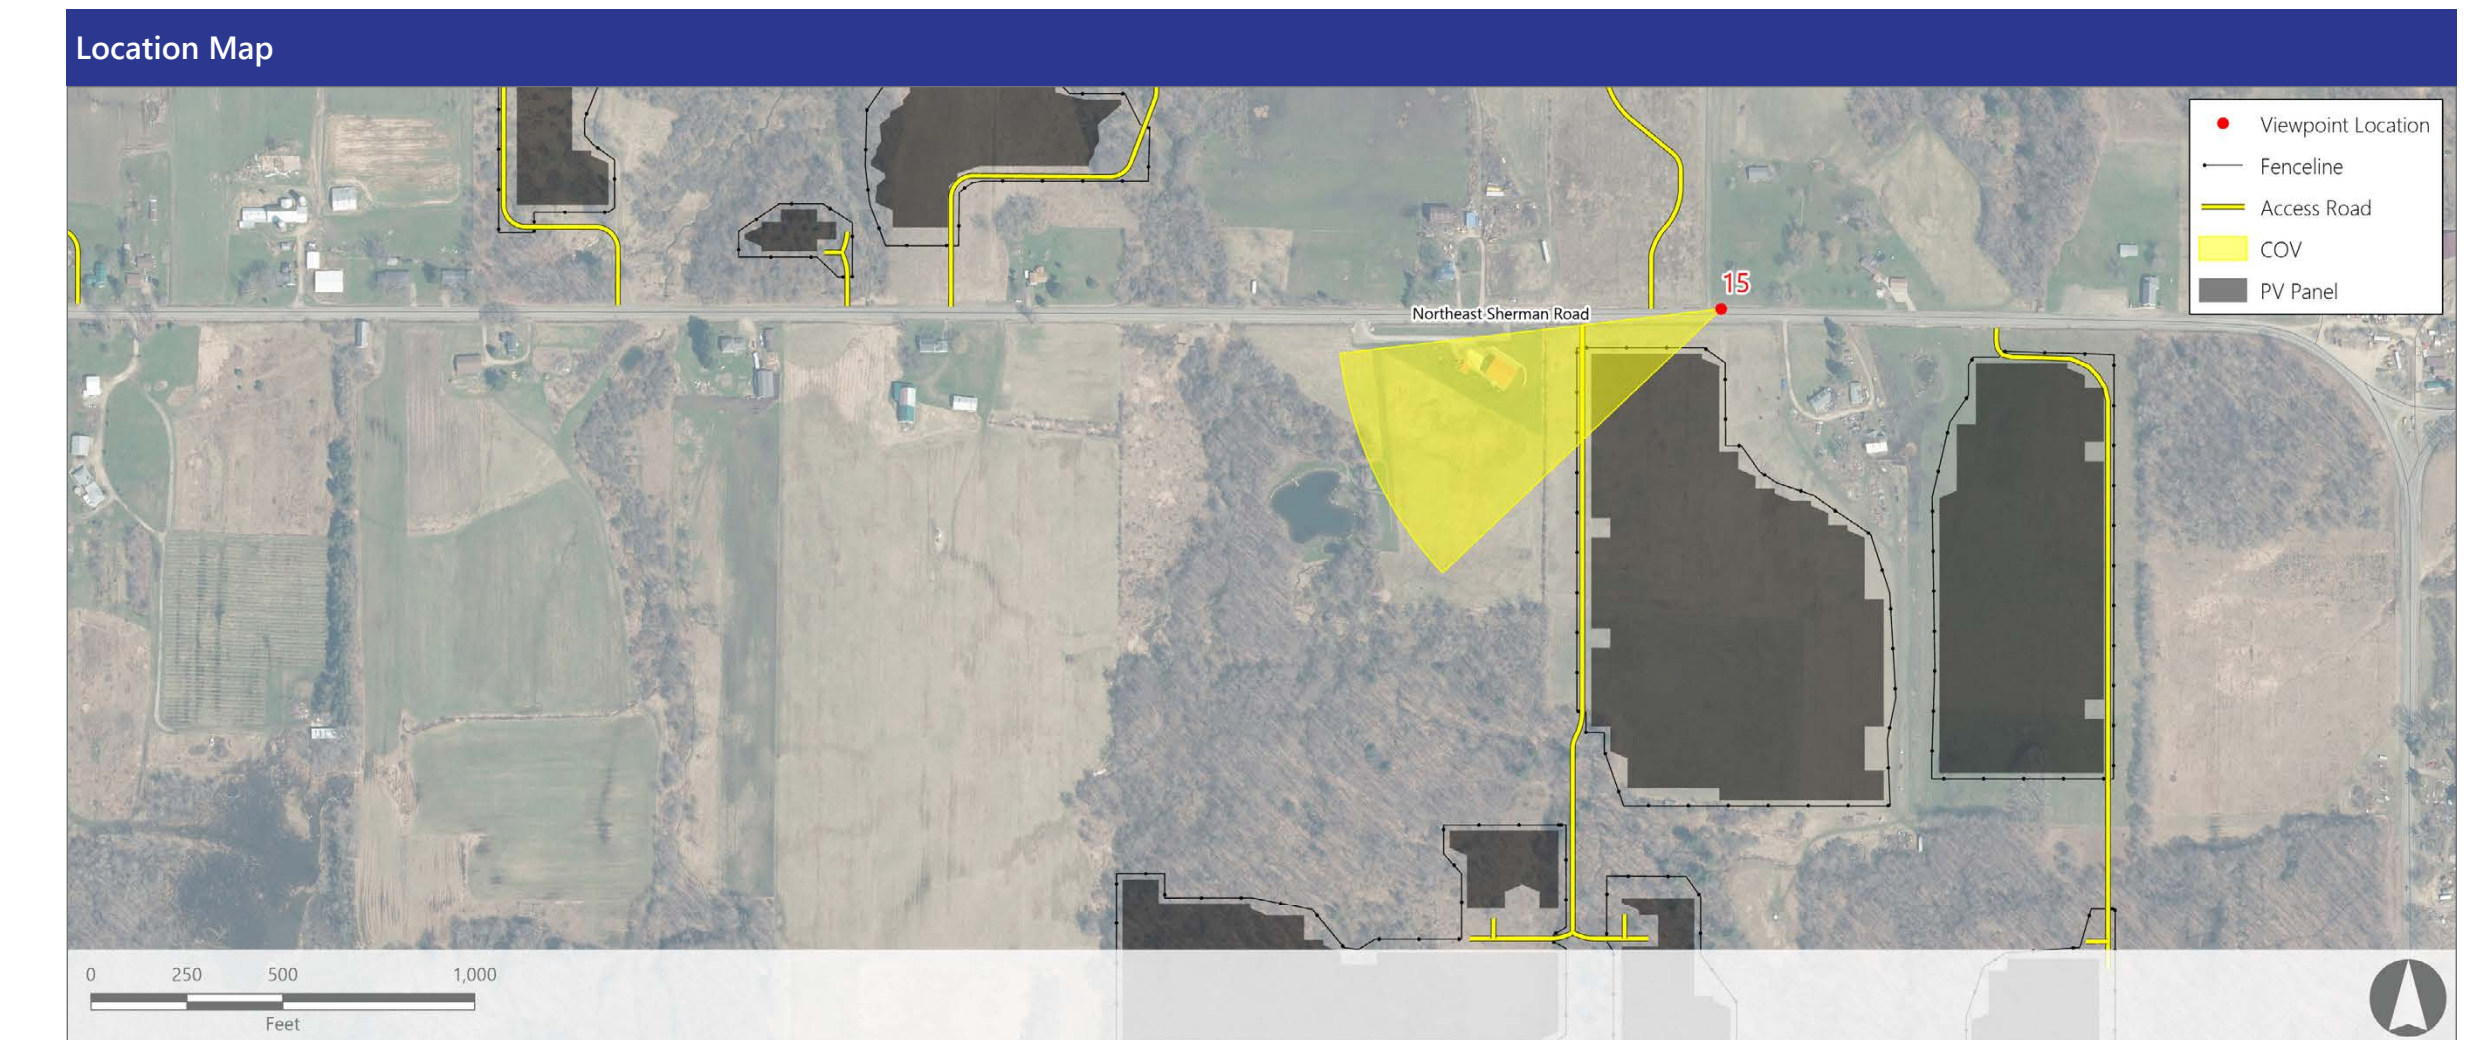 Location Map
Viewpoint Location
Fenceline
Access Road
COV
PV Panel
15
Northeast Sherman Road
0 250 500 1,000
Feet